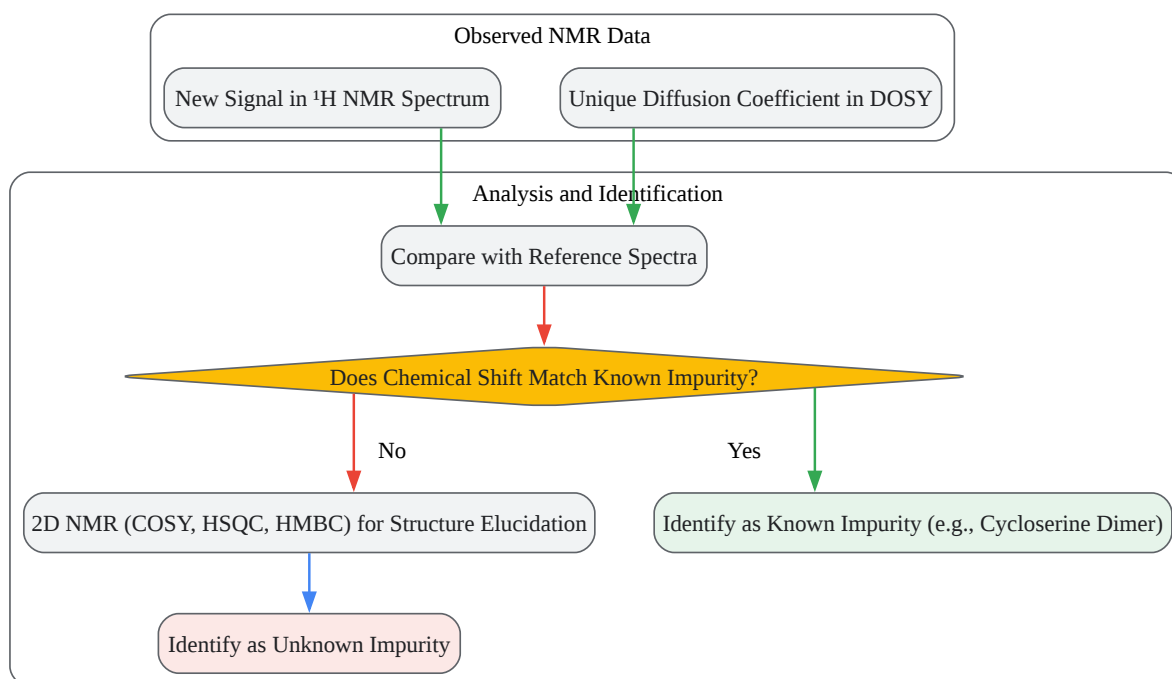 Observed NMR Data
New Signal in ¹H NMR Spectrum
Unique Diffusion Coefficient in DOSY
Analysis and Identification
Compare with Reference Spectra
Does Chemical Shift Match Known Impurity?
No
Yes
2D NMR (COSY, HSQC, HMBC) for Structure Elucidation
Identify as Known Impurity (e.g., Cycloserine Dimer)
Identify as Unknown Impurity